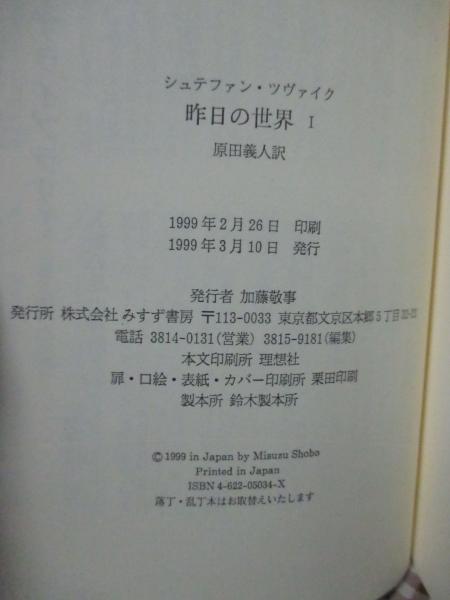 シュテファン・ツヴァイク
昨日の世界 I
原田義人訳
1999年2月26日 印刷
1999年3月10日 発行
発行者 加藤敬事
発行所 株式会社 みすず書房 〒113-0033 東京都文京区本郷5丁目32-21
電話 3814-0131(営業) 3815-9181(編集)
本文印刷所 理想社
扉・口絵・表紙・カバー印刷所 栗田印刷
製本所 鈴木製本所
© 1999 in Japan by Misuzu Shobo
Printed in Japan
ISBN 4-622-05034-X
落丁・乱丁本はお取替えいたします